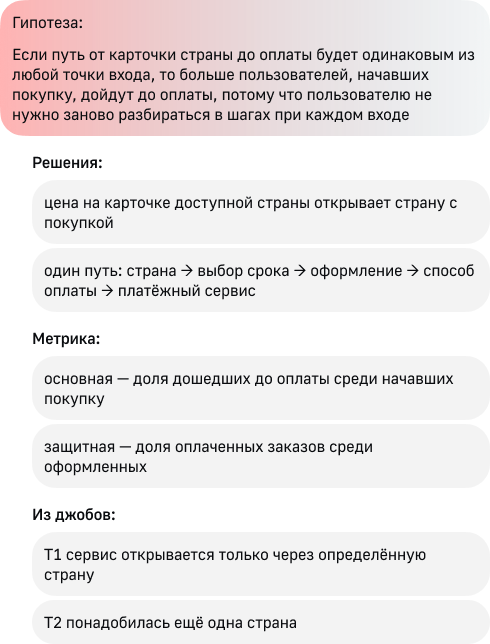 Гипотеза:
Если путь от карточки страны до оплаты будет одинаковым из
любой точки входа, то больше пользователей, начавших
покупку, дойдут до оплаты, потому что пользователю не
нужно заново разбираться в шагах при каждом входе
Решения:
цена на карточке доступной страны открывает страну с
покупкой
один путь: страна → выбор срока → оформление → способ
оплаты → платёжный сервис
Метрика:
основная — доля дошедших до оплаты среди начавших
покупку
защитная — доля оплаченных заказов среди
оформленных
Из джобов:
T1 сервис открывается только через определённую
страну
T2 понадобилась ещё одна страна